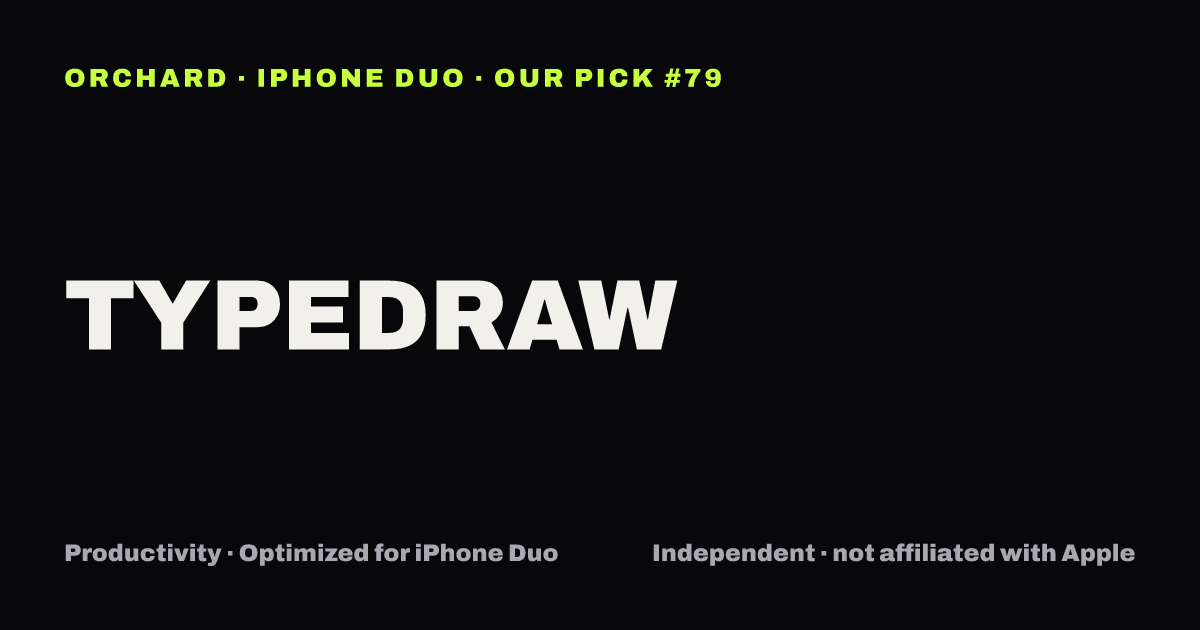 ORCHARD · IPHONE DUO · OUR PICK #79
TYPEDRAW
Productivity · Optimized for iPhone Duo
Independent · not affiliated with Apple